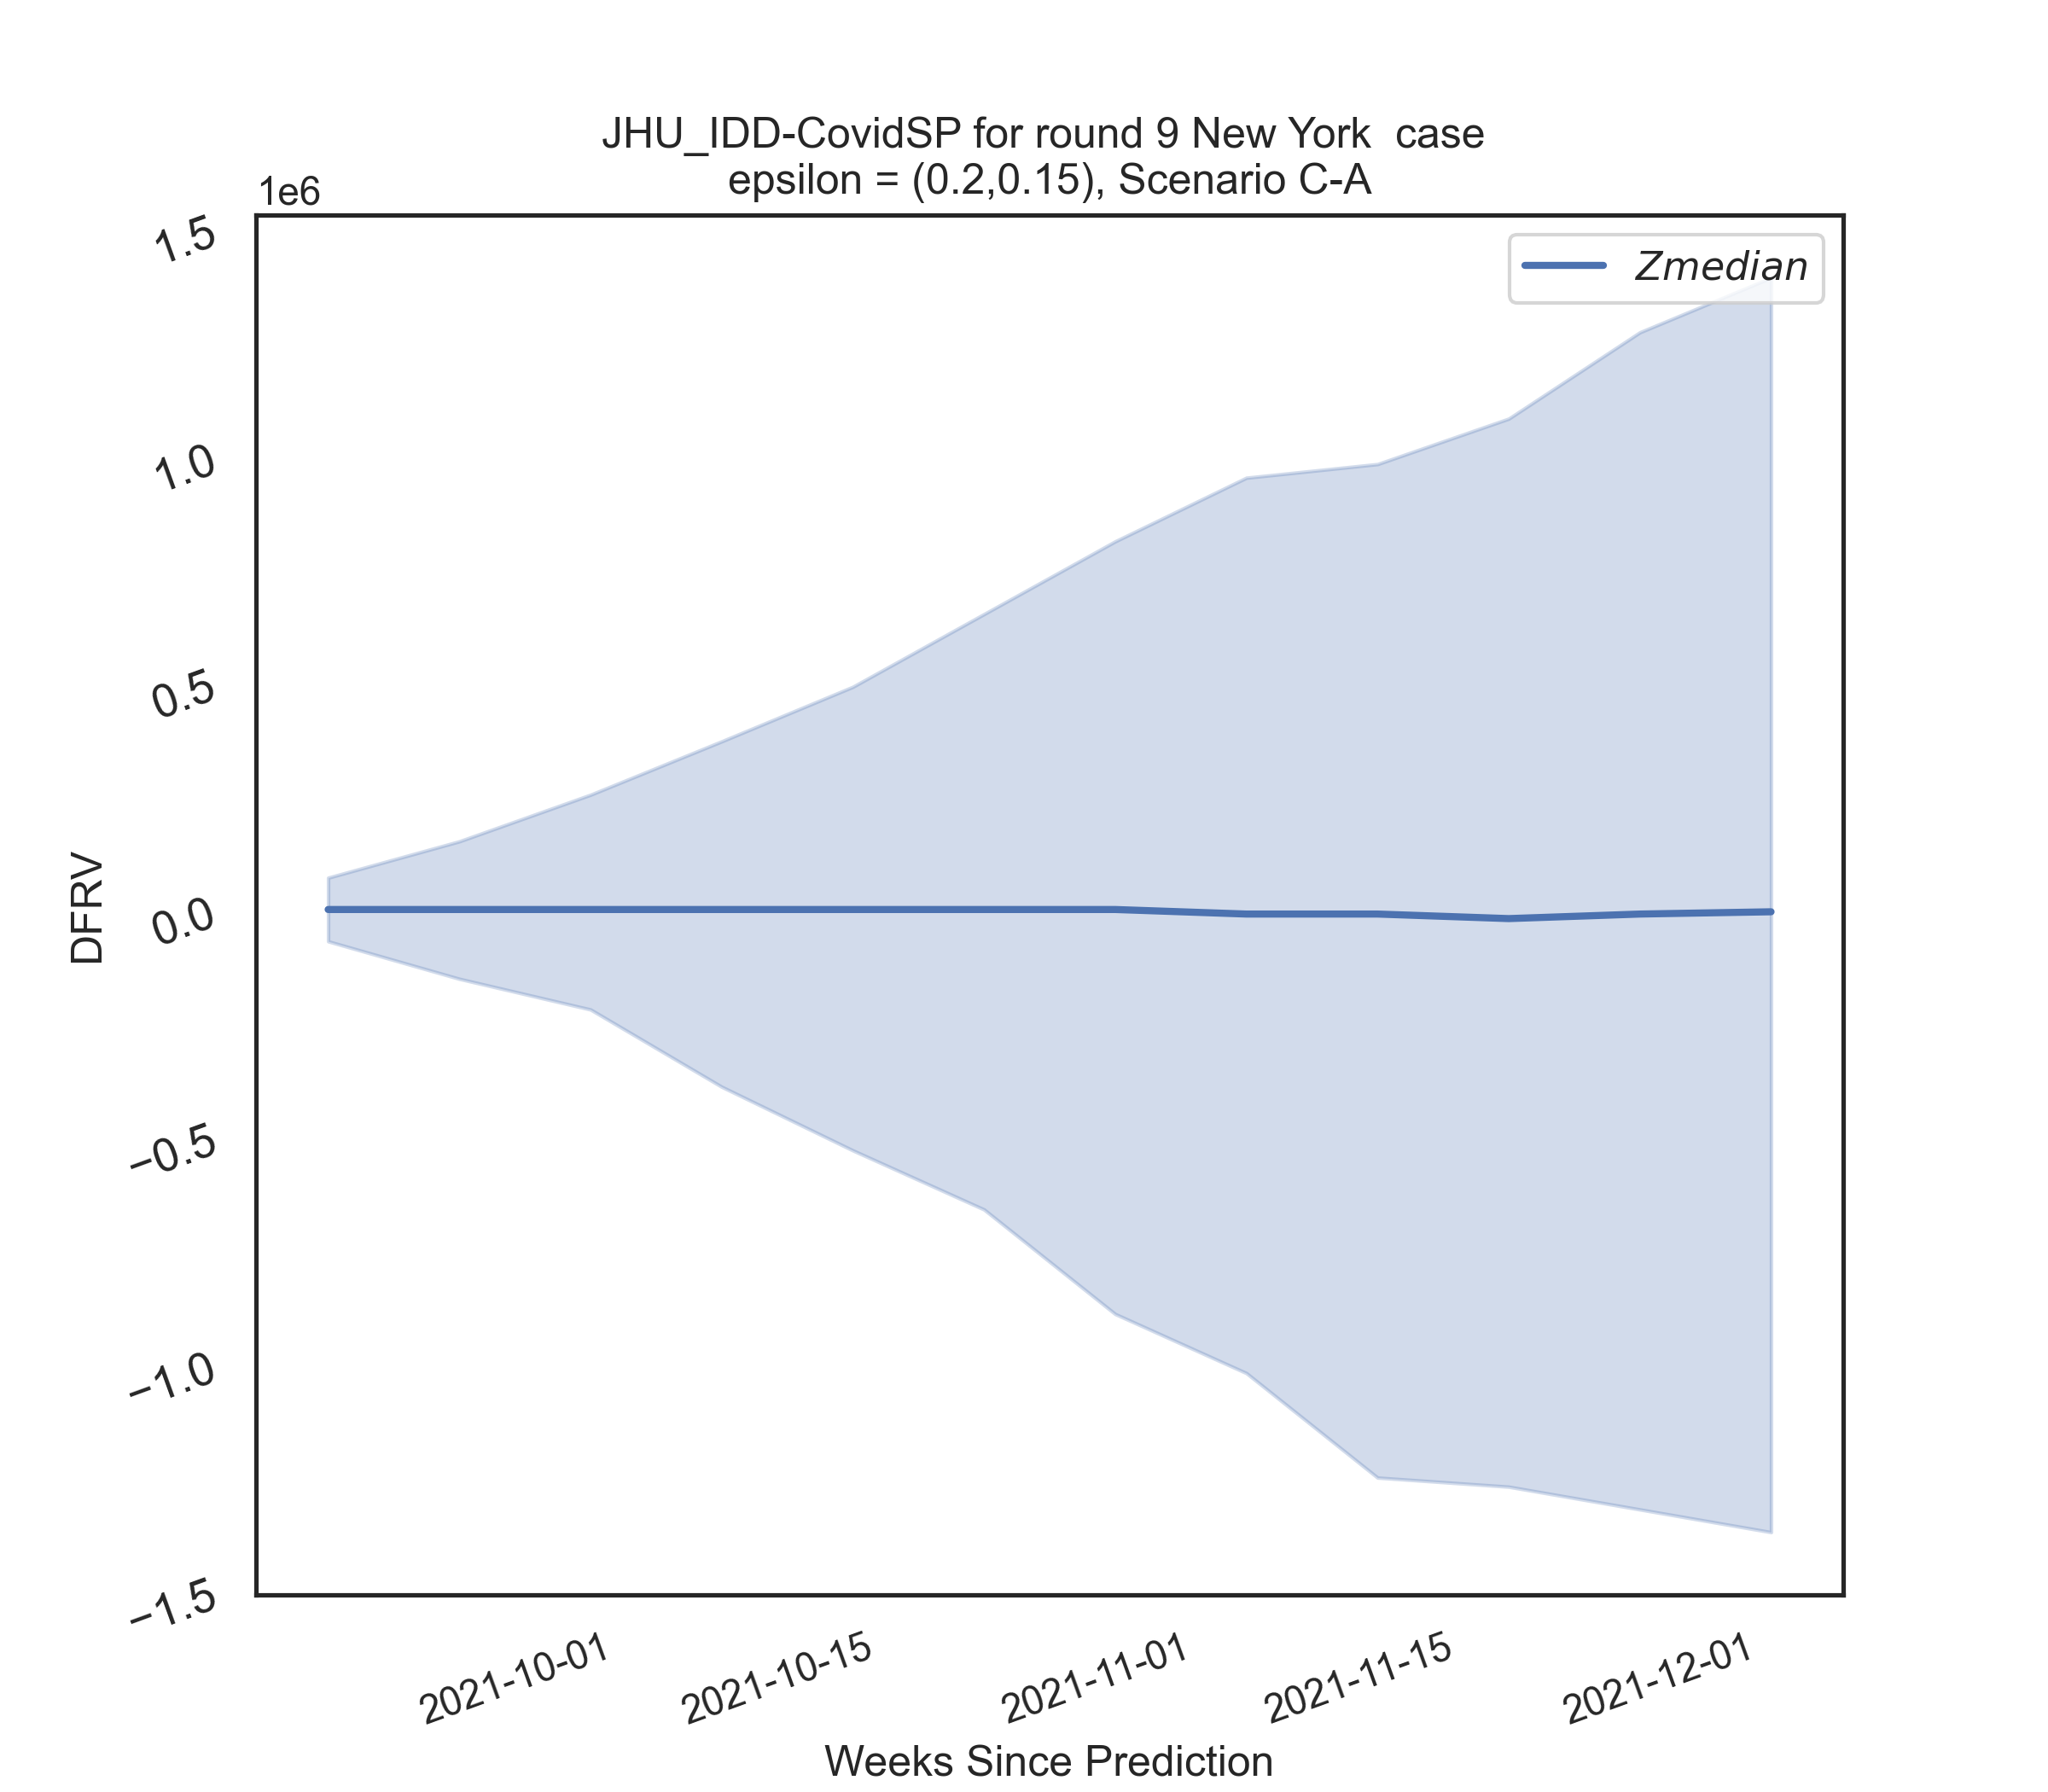 JHU_IDD-CovidSP for round 9 New York  case
epsilon = (0.2,0.15), Scenario C-A
1e6
Zmedian
1.5
1.0
0.5
0.0
−0.5
−1.0
−1.5
DFRV
2021-10-01
2021-10-15
2021-11-01
2021-11-15
2021-12-01
Weeks Since Prediction